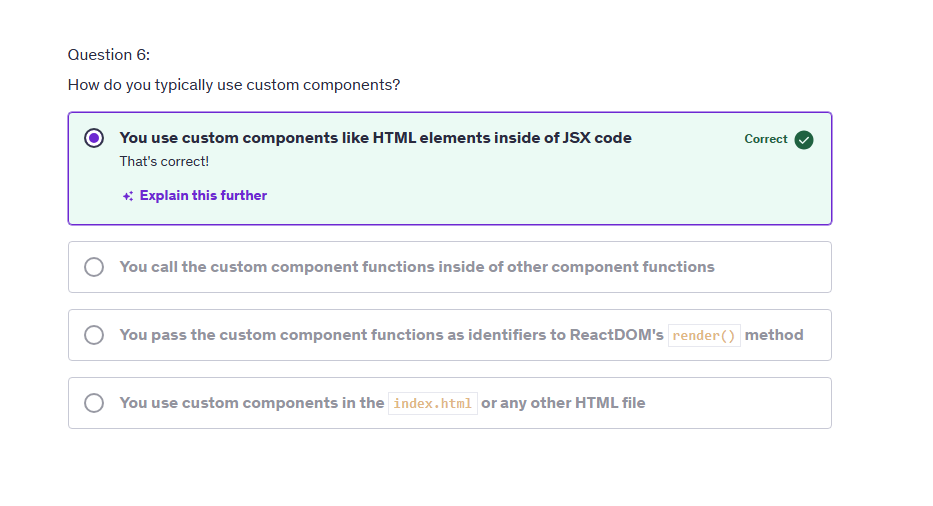 Question 6:
How do you typically use custom components?
You use custom components like HTML elements inside of JSX code
Correct
That's correct!
Explain this further
You call the custom component functions inside of other component functions
You pass the custom component functions as identifiers to ReactDOM's render() method
You use custom components in the index.html or any other HTML file